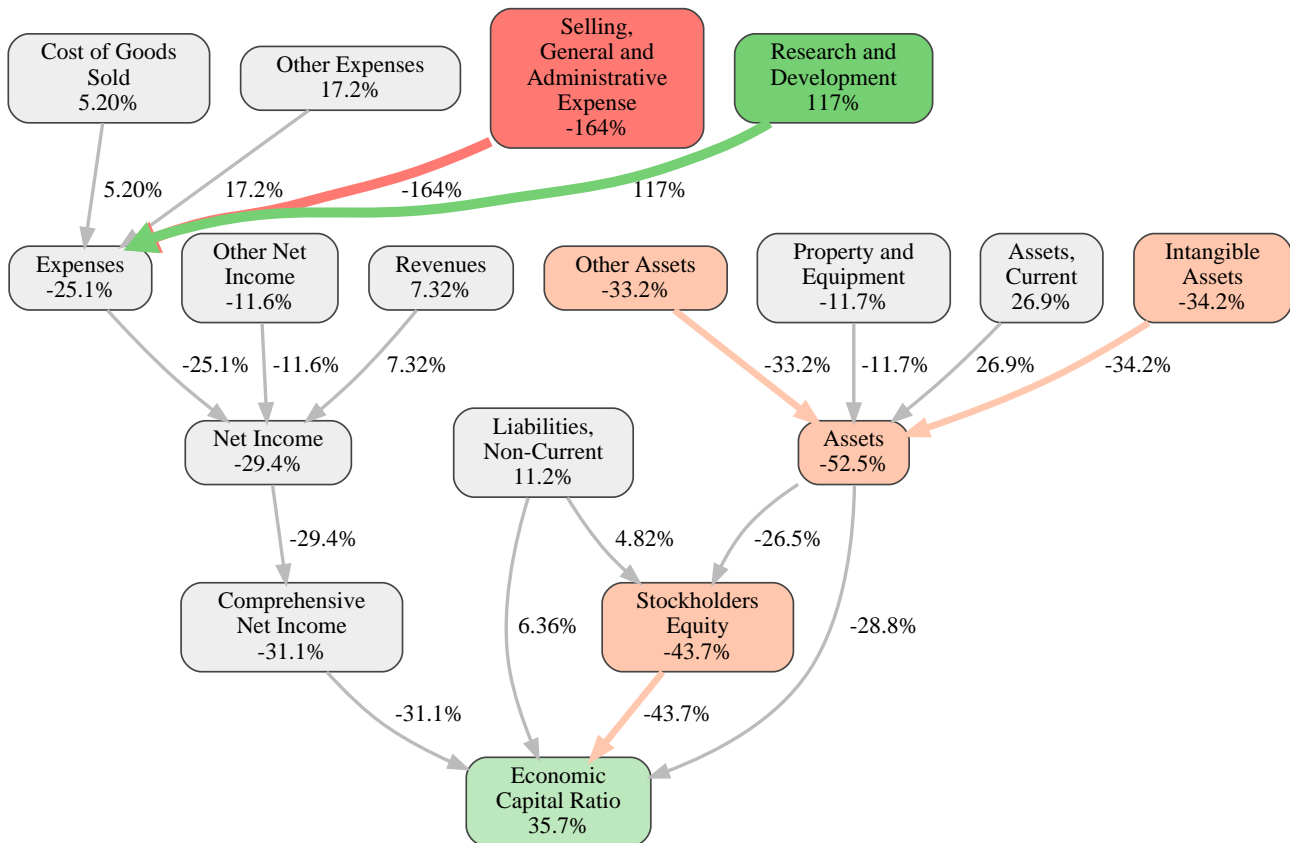 Cost of Goods
Sold
5.20%
Other Expenses
17.2%
Selling,
General and
Administrative
Expense
-164%
Research and
Development
117%
5.20%
17.2%
-164%
117%
Expenses
-25.1%
Other Net
Income
-11.6%
Revenues
7.32%
Other Assets
-33.2%
Property and
Equipment
-11.7%
Assets,
Current
26.9%
Intangible
Assets
-34.2%
-25.1%
-11.6%
7.32%
-33.2%
-11.7%
26.9%
-34.2%
Net Income
-29.4%
Liabilities,
Non-Current
11.2%
Assets
-52.5%
-29.4%
4.82%
-26.5%
Comprehensive
Net Income
-31.1%
6.36%
Stockholders
Equity
-43.7%
-28.8%
-31.1%
-43.7%
Economic
Capital Ratio
35.7%